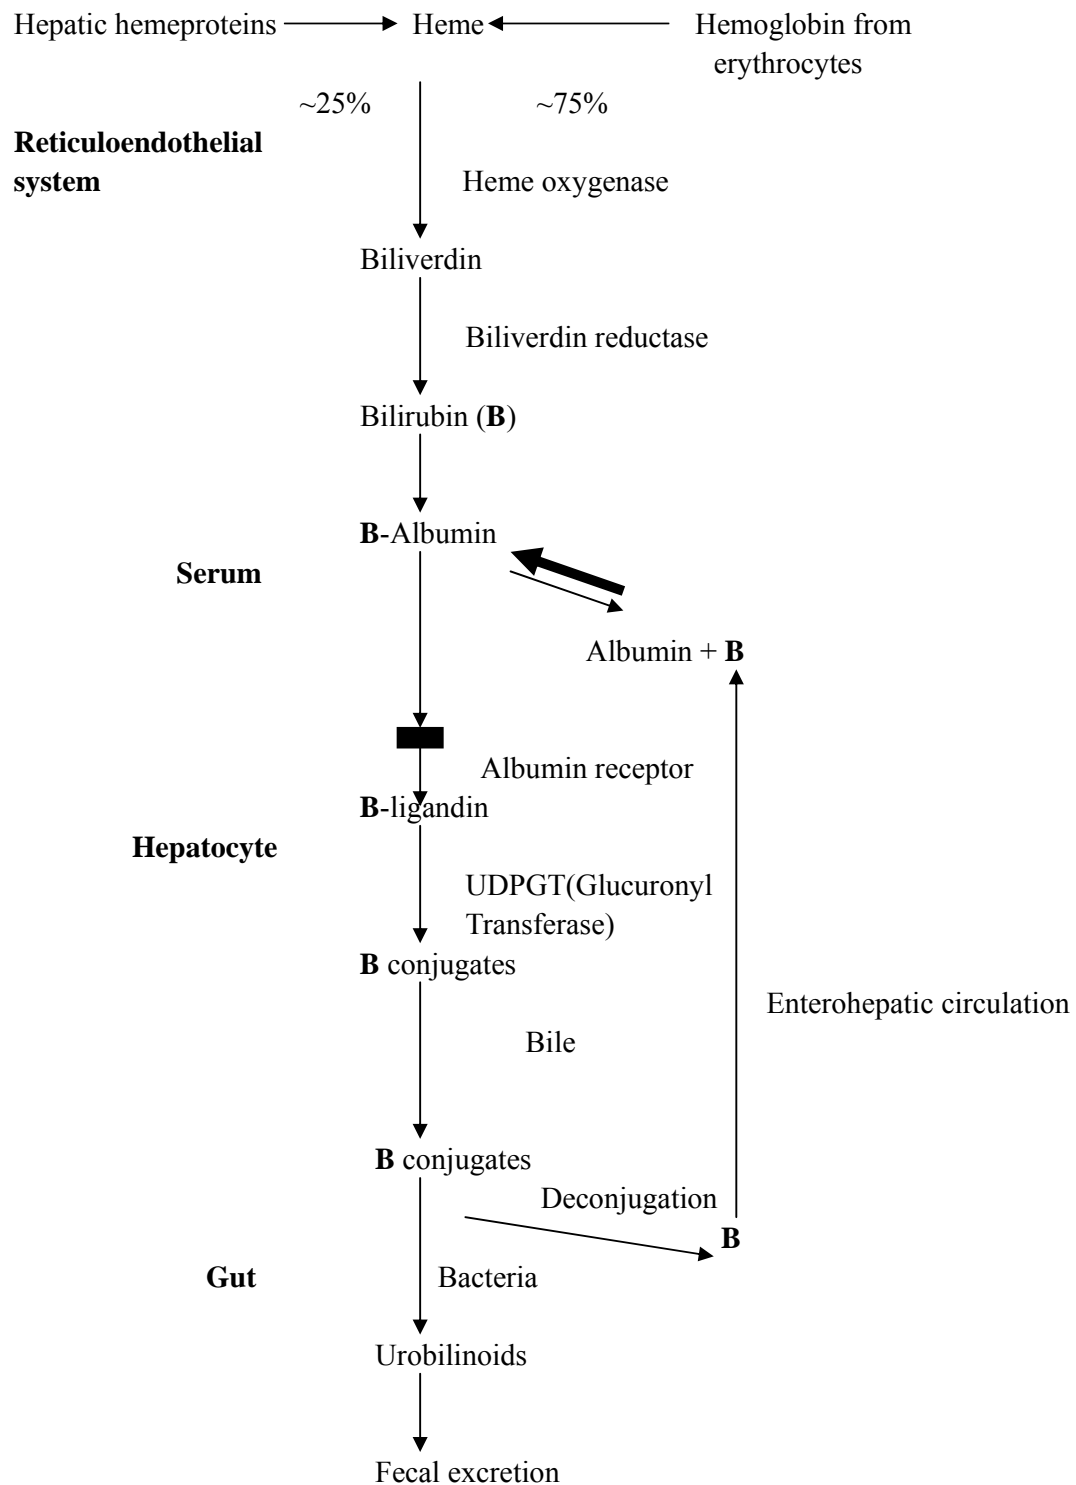 Hepatic hemeproteins
Heme
Hemoglobin from
erythrocytes
~25%
~75%
Reticuloendothelial
system
Heme oxygenase
Biliverdin
Biliverdin reductase
Bilirubin (B)
B-Albumin
Serum
Albumin + B
Albumin receptor
B-ligandin
Hepatocyte
UDPGT(Glucuronyl
Transferase)
B conjugates
Enterohepatic circulation
Bile
B conjugates
Deconjugation
B
Gut
Bacteria
Urobilinoids
Fecal excretion